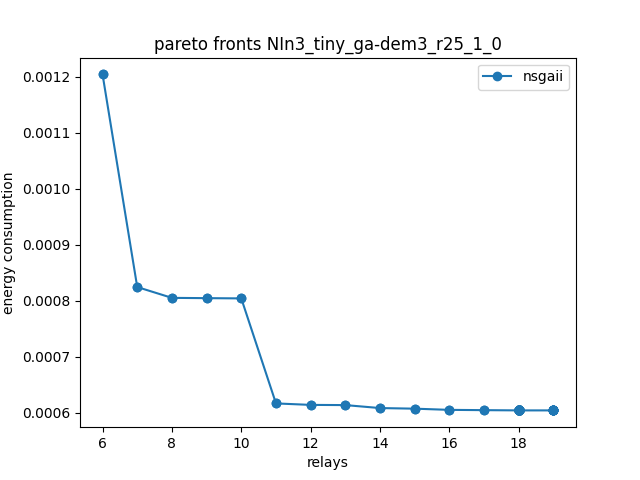 pareto fronts NIn3_tiny_ga-dem3_r25_1_0
nsgaii
0.0012
0.0011
0.0010
0.0009
0.0008
0.0007
0.0006
energy consumption
6 8 10 12 14 16 18
relays